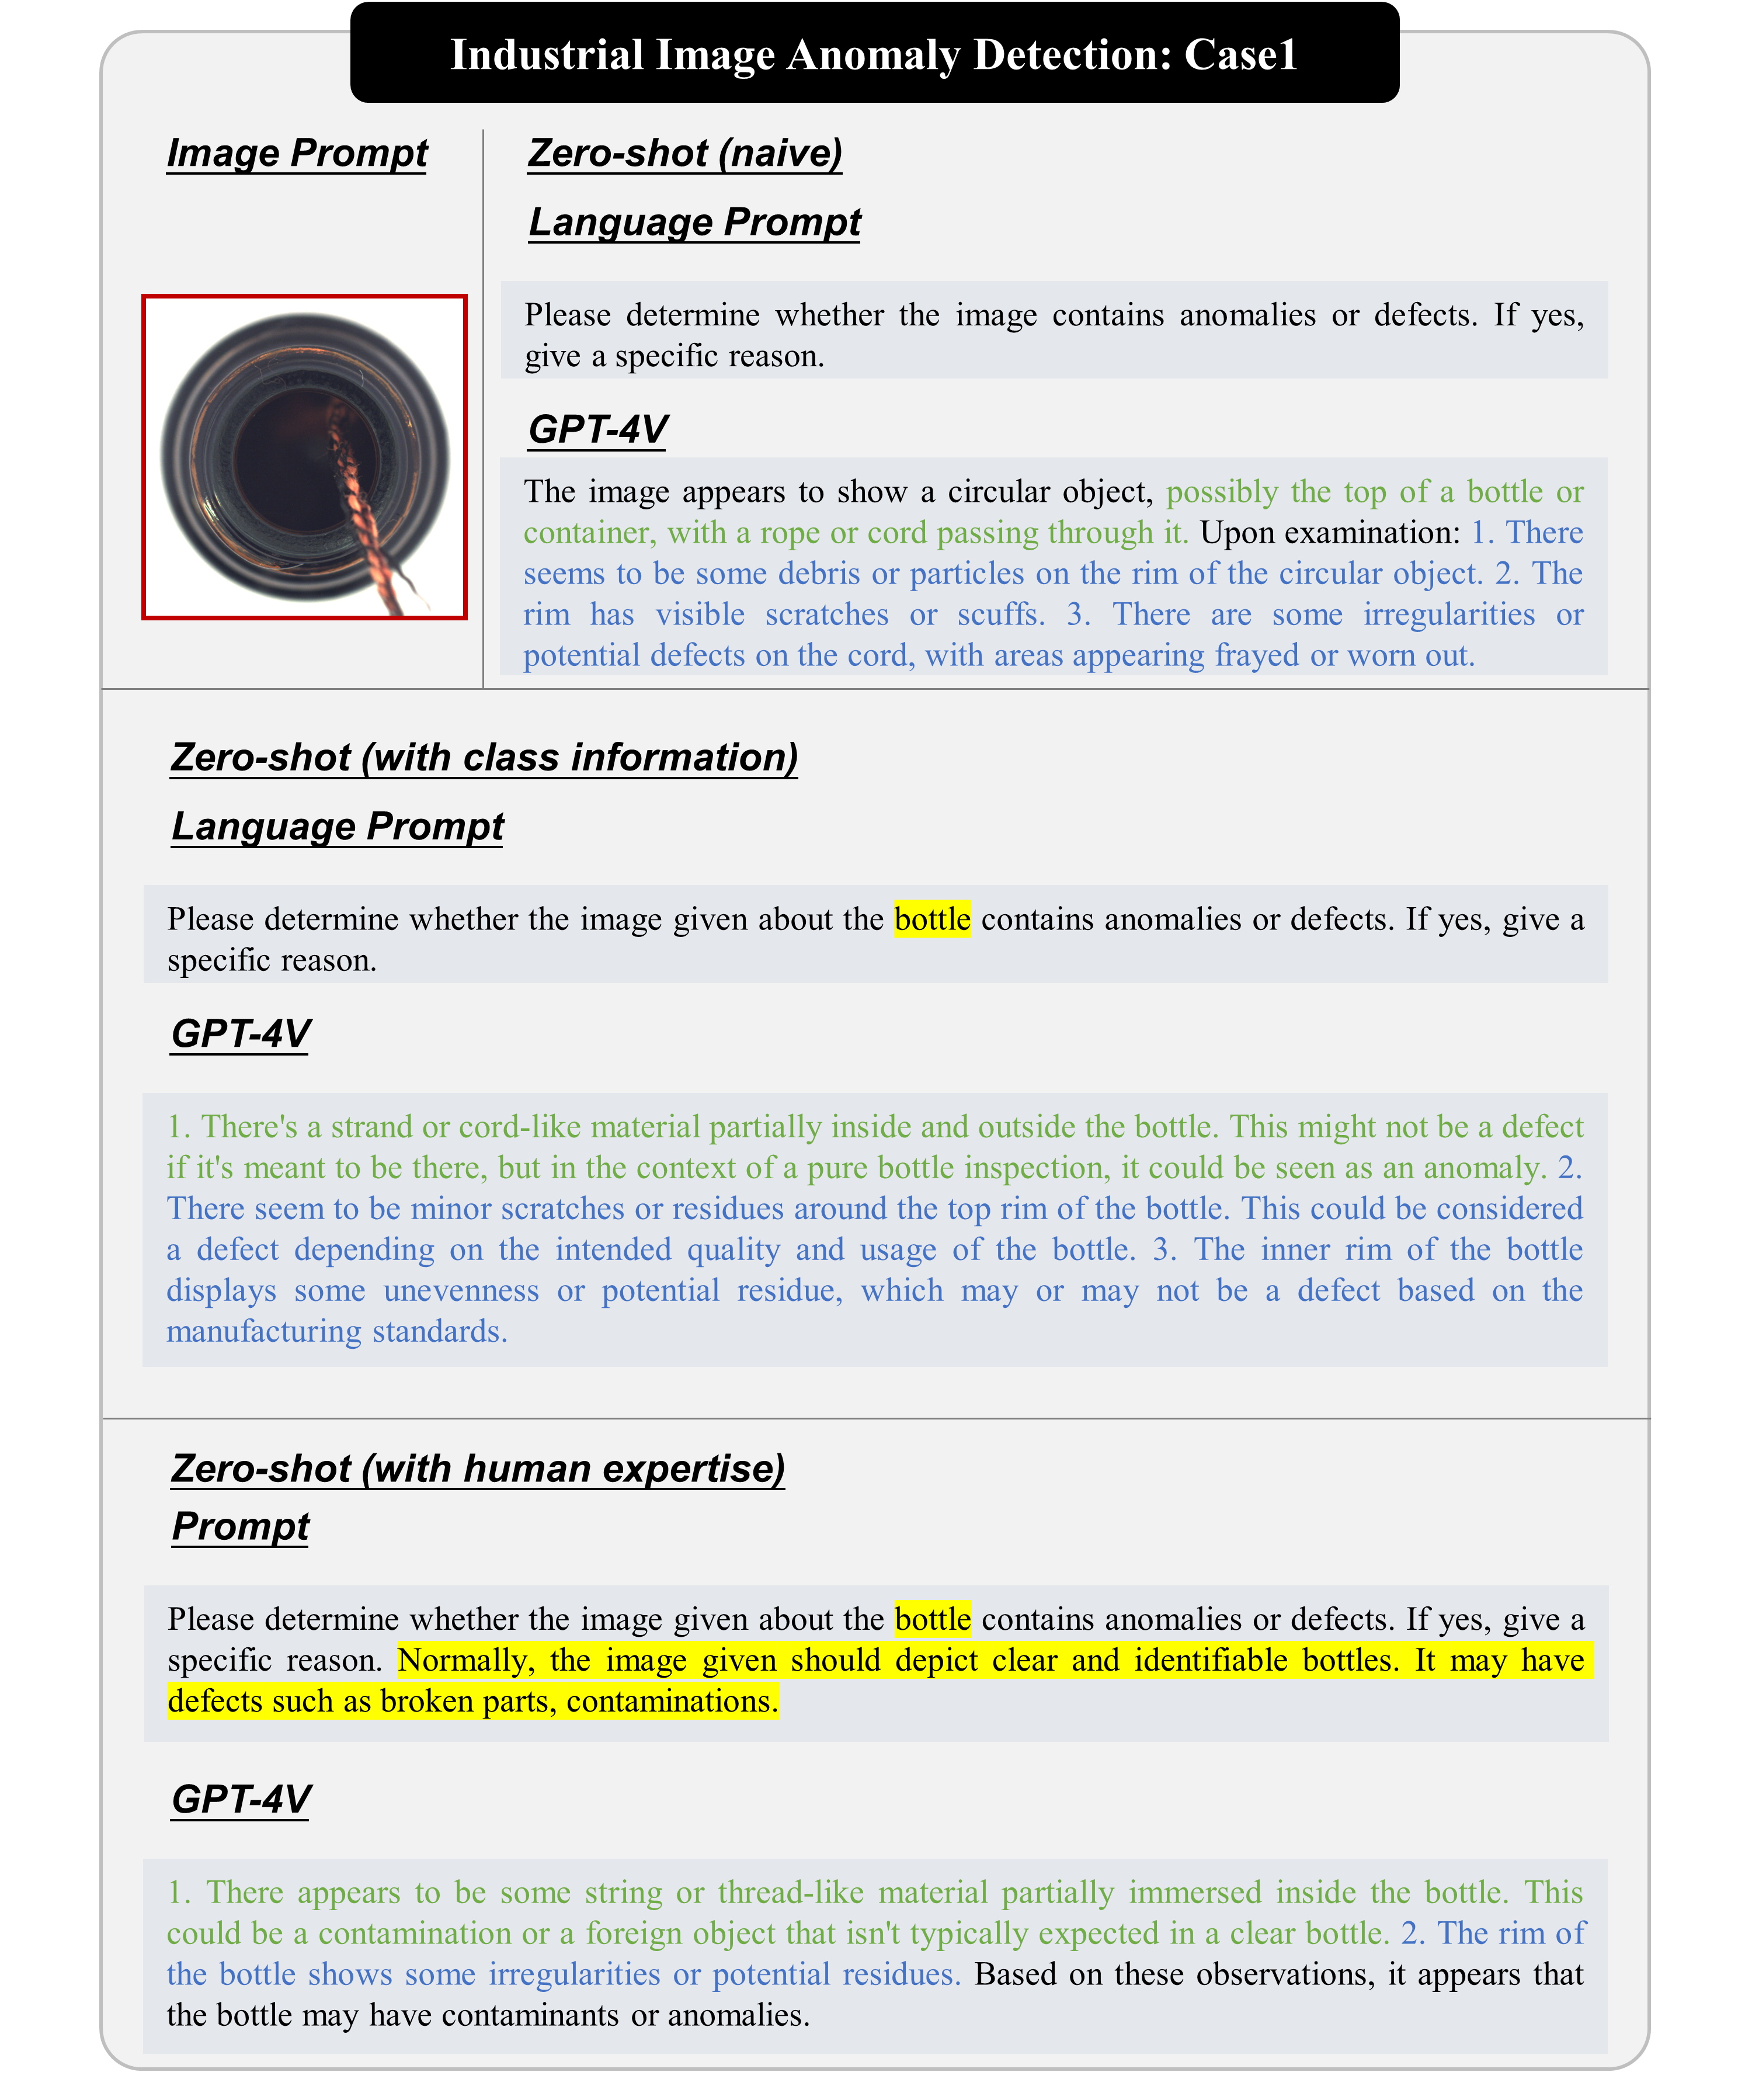 Industrial Image Anomaly Detection: Case1
Image Prompt
Zero-shot (naive)
Language Prompt
Please determine whether the image contains anomalies or defects. If yes,
give a specific reason.
GPT-4V
The image appears to show a circular object, possibly the top of a bottle or
container, with a rope or cord passing through it. Upon examination: 1. There
seems to be some debris or particles on the rim of the circular object. 2. The
rim has visible scratches or scuffs. 3. There are some irregularities or
potential defects on the cord, with areas appearing frayed or worn out.
Zero-shot (with class information)
Language Prompt
Please determine whether the image given about the bottle contains anomalies or defects. If yes, give a
specific reason.
GPT-4V
1. There's a strand or cord-like material partially inside and outside the bottle. This might not be a defect
if it's meant to be there, but in the context of a pure bottle inspection, it could be seen as an anomaly. 2.
There seem to be minor scratches or residues around the top rim of the bottle. This could be considered
a defect depending on the intended quality and usage of the bottle. 3. The inner rim of the bottle
displays some unevenness or potential residue, which may or may not be a defect based on the
manufacturing standards.
Zero-shot (with human expertise)
Prompt
Please determine whether the image given about the bottle contains anomalies or defects. If yes, give a
specific reason. Normally, the image given should depict clear and identifiable bottles. It may have
defects such as broken parts, contaminations.
GPT-4V
1. There appears to be some string or thread-like material partially immersed inside the bottle. This
could be a contamination or a foreign object that isn't typically expected in a clear bottle. 2. The rim of
the bottle shows some irregularities or potential residues. Based on these observations, it appears that
the bottle may have contaminants or anomalies.